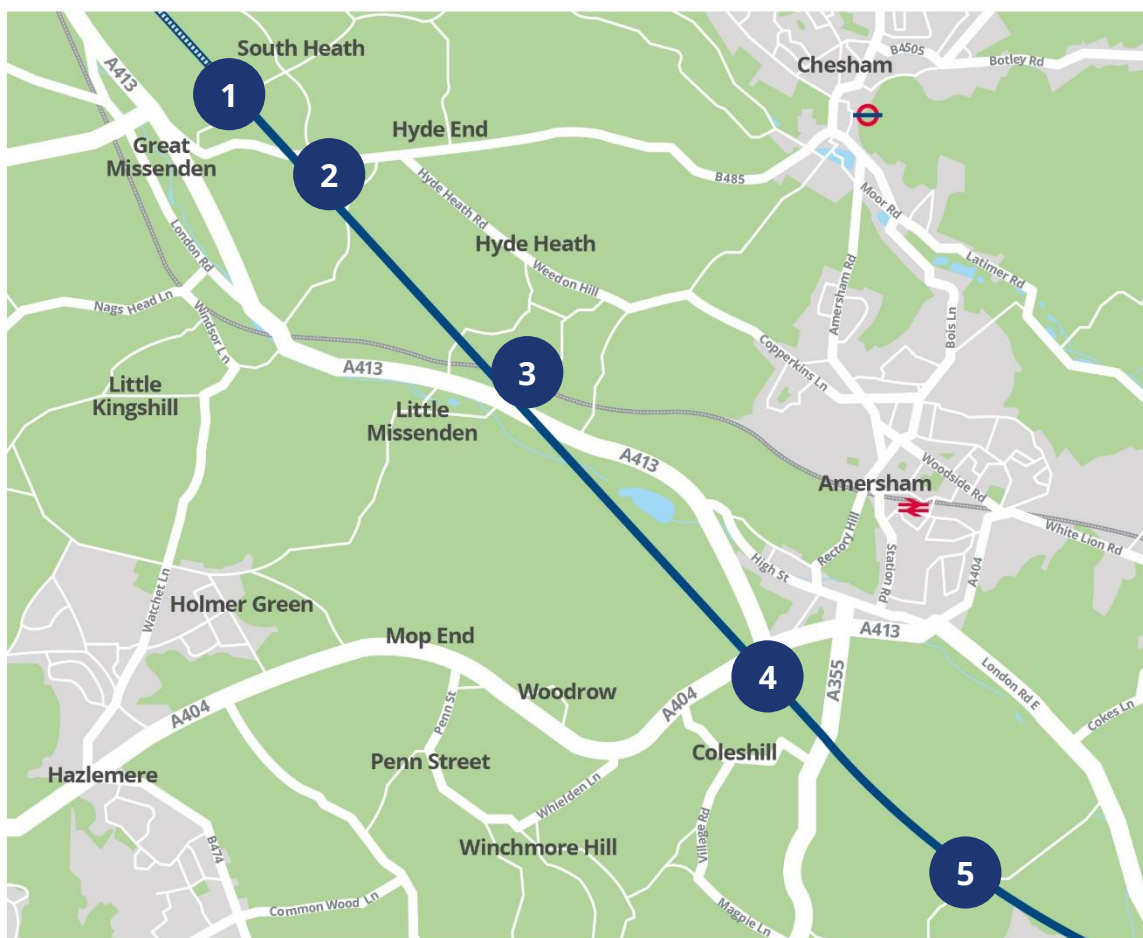 South Heath
B4505
Botley Rd
Chesham
A413
1
Hyde End
Great
Missenden
2
B485
Hyde Heath Rd
Moor Rd
London Rd
Hyde Heath
Latimer Rd
Weedon Hill
Amersham Rd
Nags Head Ln
Windsor Ln
Bois Ln
Copperkins Ln
A413
3
Little
Kingshill
Little
Missenden
A413
Woodside Rd
Amersham
White Lion Rd
Rectory Hill
High St
Station Rd
A404
Watchet Ln
Holmer Green
Mop End
A413
4
A355
London Rd E
Woodrow
A404
Penn St
A404
Cokes Ln
Coleshill
Penn Street
Hazlemere
Whielden Ln
Village Rd
Winchmore Hill
B474
5
Common Wood Ln
Magpie Ln